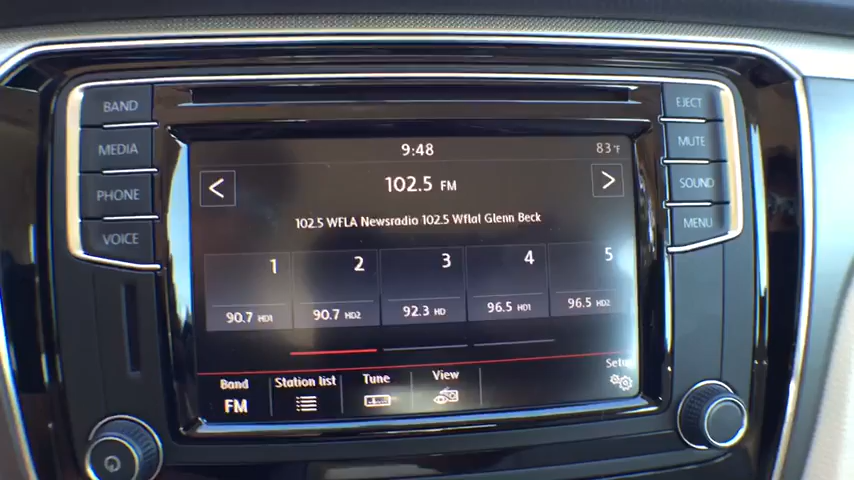 BAND
MEDIA
PHONE
VOICE
EJECT
MUTE
SOUND
MENU
9:48
83°F
<
102.5 FM
>
102.5 WFLA Newsradio 102.5 Wfla! Glenn Beck
1
2
3
4
5
90.7 HD1
90.7 HD2
92.3 HD
96.5 HD1
96.5 HD2
Band
Station list
Tune
View
Setup
FM